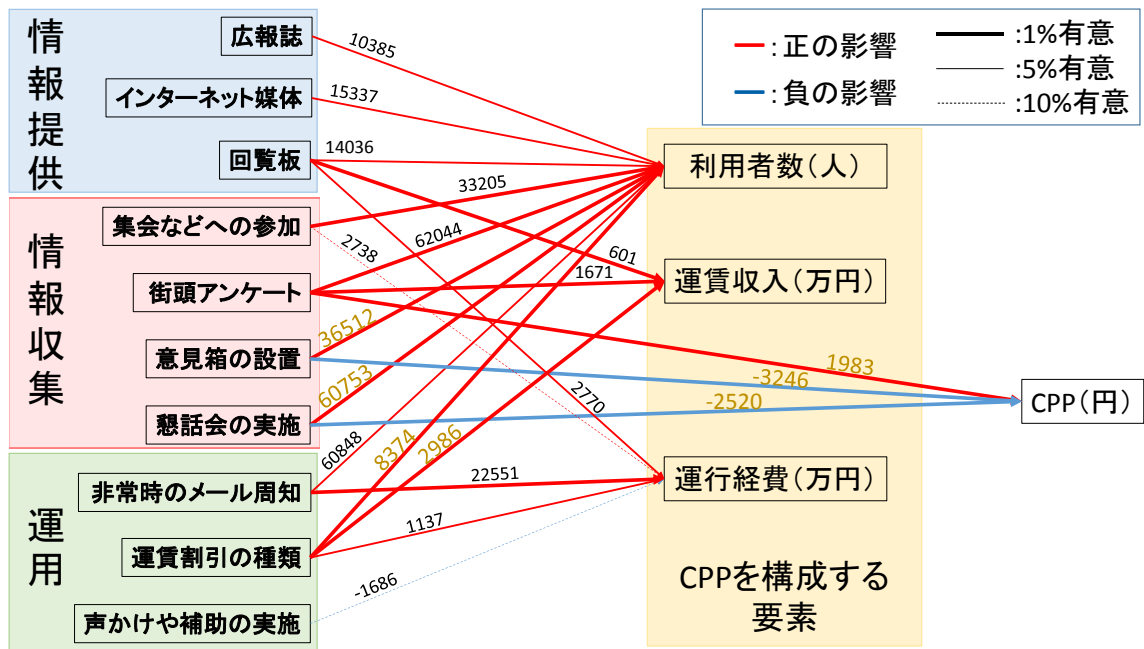 情報提供
広報誌
インターネット媒体
回覧板
情報収集
集会などへの参加
街頭アンケート
意見箱の設置
懇話会の実施
運用
非常時のメール周知
運賃割引の種類
声かけや補助の実施
10385
15337
14036
33205
2738
62044
601
1671
36512
60753
1983
-3246
-2520
2770
60848
8374
2986
22551
1137
-1686
:正の影響
:負の影響
:1%有意
:5%有意
:10%有意
利用者数(人)
運賃収入(万円)
運行経費(万円)
CPPを構成する
要素
CPP(円)